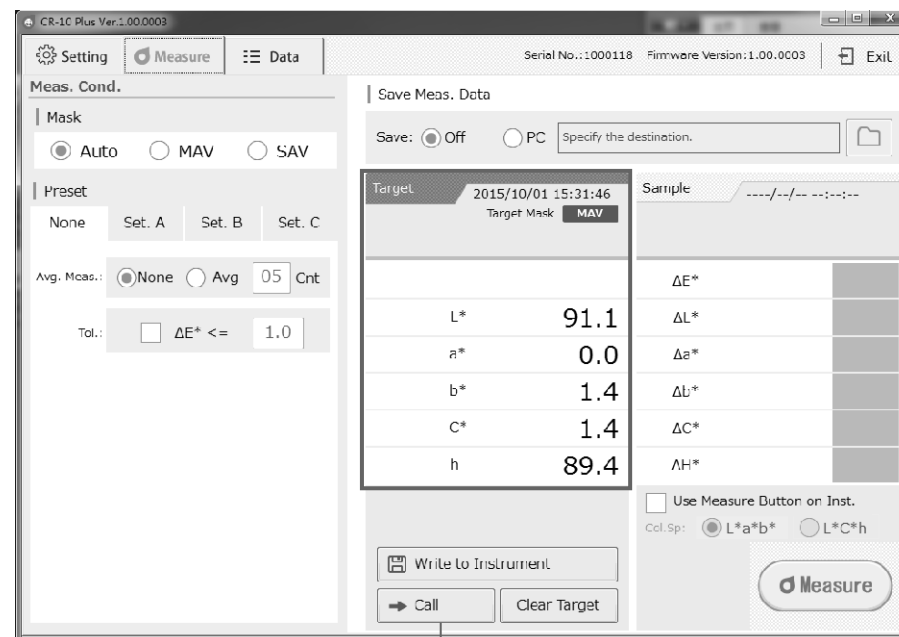 CR-1C Plus Ver.1.00.0003
Setting
Measure
Data
Serial No.:1000118 Firmware Version:1.00.0003
Exit
Meas. Cond.
Mask
Auto MAV SAV
Preset
None Set. A Set. B Set. C
Avg. Meas.: None Avg 05 Cnt
Tol.: ΔE* <= 1.0
Save Meas. Data
Save: Off PC Specify the destination.
Target 2015/10/01 15:31:46
Target Mask MAV
L* 91.1
a* 0.0
b* 1.4
C* 1.4
h 89.4
Write to Instrument
Call
Clear Target
Sample ----/--/-- --:--:--
ΔE*
ΔL*
Δa*
Δb*
ΔC*
ΔH*
Use Measure Button on Inst.
Col.Sp: L*a*b* L*C*h
Measure